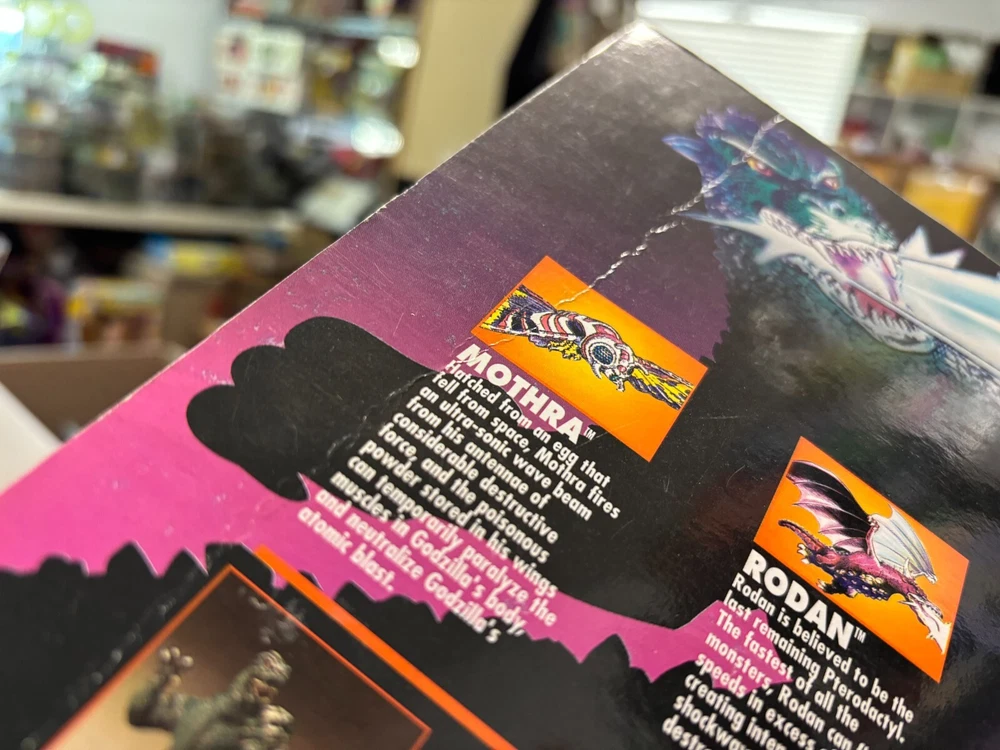 MOTHRA™
Hatched from an egg that
fell from space, Mothra fires
an ultra-sonic wave beam
from his antennae of
considerable destructive
force, and the poisonous
powder stored in his wings
can temporarily paralyze the
muscles in Godzilla's body,
and neutralize Godzilla's
atomic blast.
RODAN™
Rodan is believed to be the
last remaining Pterodactyl.
The fastest of all the
monsters, Rodan can
speeds in excess
creating